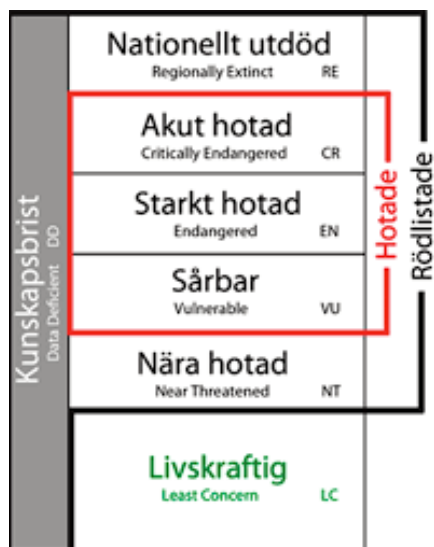 Nationellt utdöd
Regionally Extinct RE
Akut hotad
Critically Endangered CR
Starkt hotad
Endangered EN
Sårbar
Vulnerable VU
Nära hotad
Near Threatened NT
Livskraftig
Least Concern LC
Kunskapsbrist
Data Deficient DD
Hotade
Rödlistade